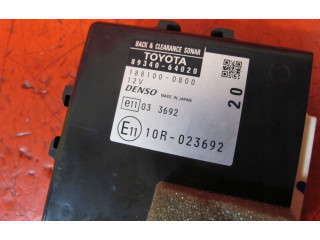 BACK & CLEARANCE SONAR
TOYOTA
89340-64020
188100-0800
12V
DENSO MADE IN JAPAN
e11 03 3692
E11 10R-023692
20